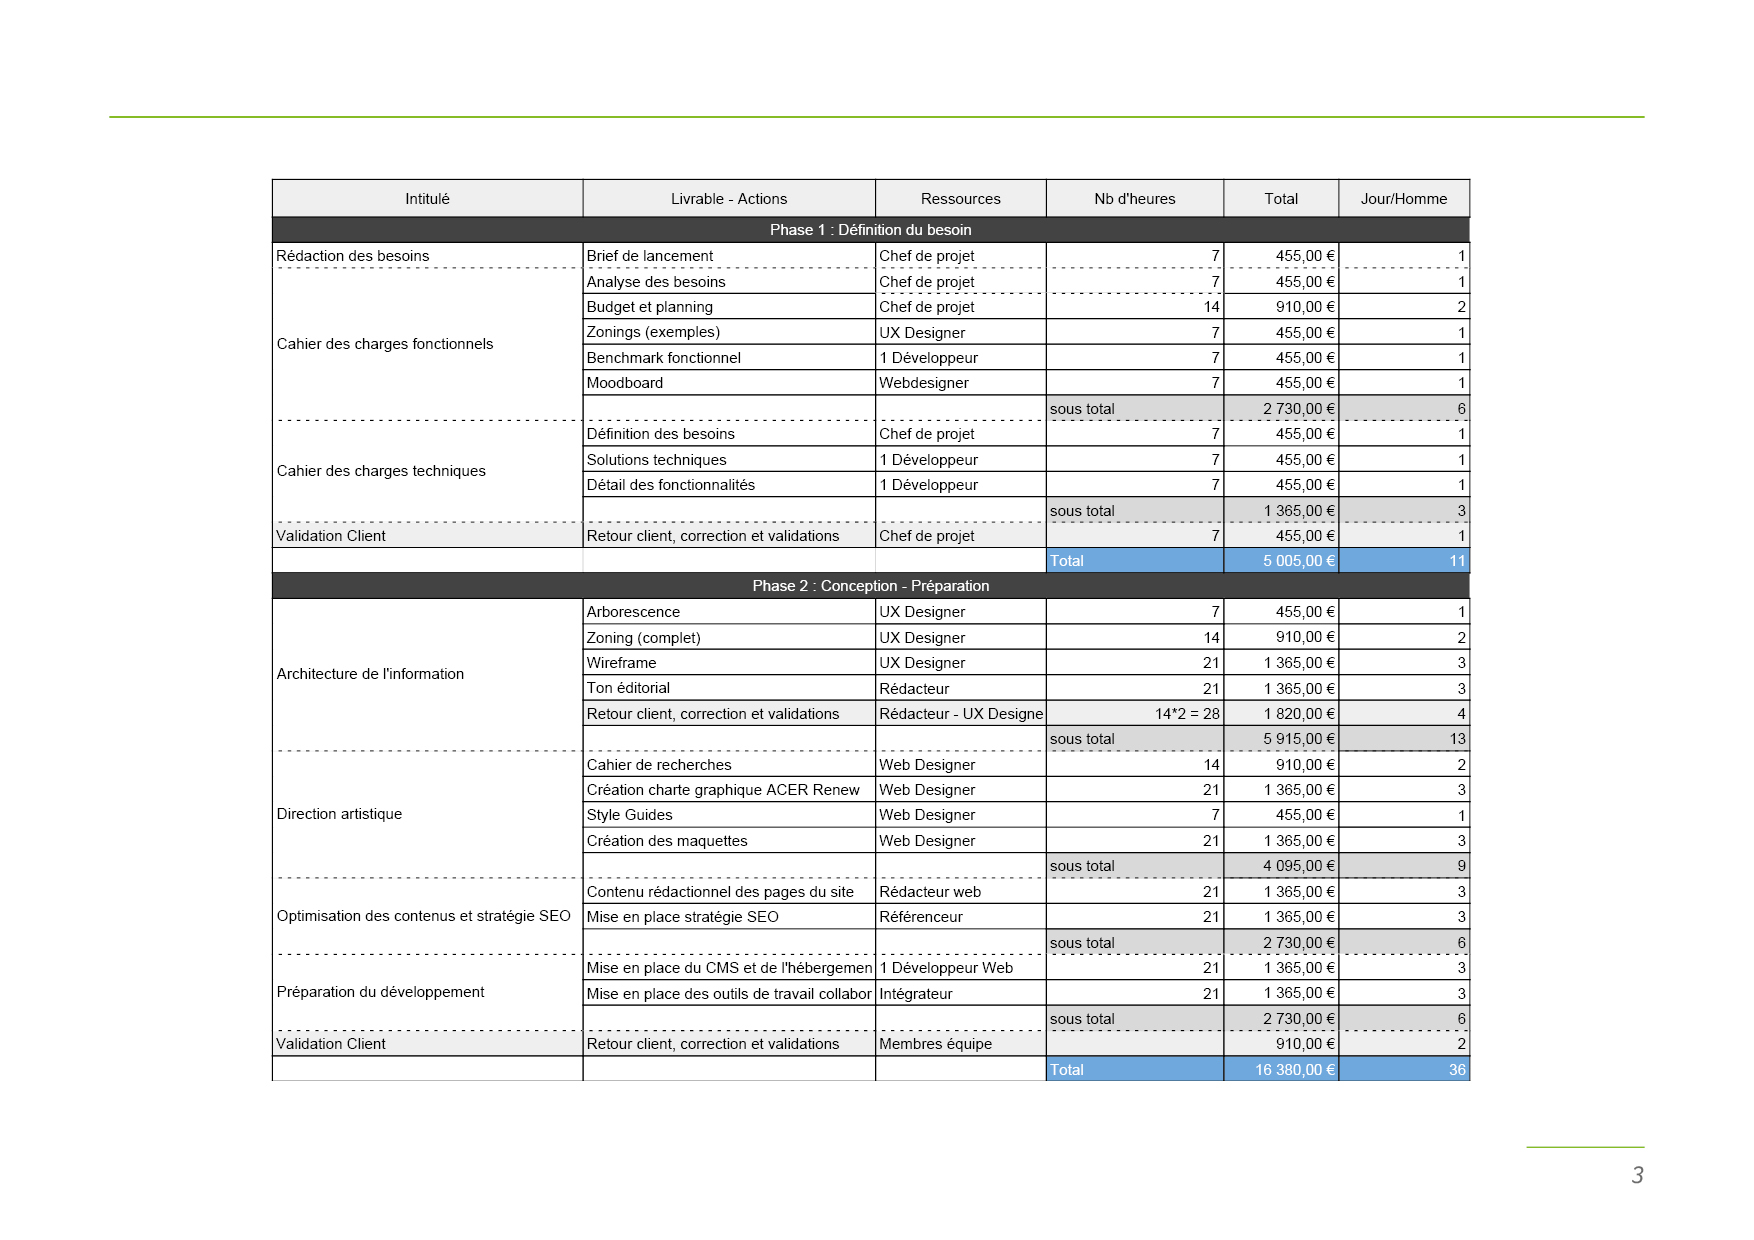 Intitulé Livrable - Actions Ressources Nb d'heures Total Jour/Homme
Phase 1 : Définition du besoin
Rédaction des besoins Brief de lancement Chef de projet 7 455,00 € 1
Analyse des besoins Chef de projet 7 455,00 € 1
Budget et planning Chef de projet 14 910,00 € 2
Zonings (exemples) UX Designer 7 455,00 € 1
Cahier des charges fonctionnels
Benchmark fonctionnel 1 Développeur 7 455,00 € 1
Moodboard Webdesigner 7 455,00 € 1
sous total 2 730,00 € 6
Définition des besoins Chef de projet 7 455,00 € 1
Solutions techniques 1 Développeur 7 455,00 € 1
Cahier des charges techniques
Détail des fonctionnalités 1 Développeur 7 455,00 € 1
sous total 1 365,00 € 3
Validation Client Retour client, correction et validations Chef de projet 7 455,00 € 1
Total 5 005,00 € 11
Phase 2 : Conception - Préparation
Arborescence UX Designer 7 455,00 € 1
Zoning (complet) UX Designer 14 910,00 € 2
Wireframe UX Designer 21 1 365,00 € 3
Architecture de l'information
Ton éditorial Rédacteur 21 1 365,00 € 3
Retour client, correction et validations Rédacteur - UX Designe 14*2 = 28 1 820,00 € 4
sous total 5 915,00 € 13
Cahier de recherches Web Designer 14 910,00 € 2
Création charte graphique ACER Renew Web Designer 21 1 365,00 € 3
Direction artistique Style Guides Web Designer 7 455,00 € 1
Création des maquettes Web Designer 21 1 365,00 € 3
sous total 4 095,00 € 9
Contenu rédactionnel des pages du site Rédacteur web 21 1 365,00 € 3
Optimisation des contenus et stratégie SEO Mise en place stratégie SEO Référenceur 21 1 365,00 € 3
sous total 2 730,00 € 6
Mise en place du CMS et de l'hébergemen 1 Développeur Web 21 1 365,00 € 3
Préparation du développement Mise en place des outils de travail collabor Intégrateur 21 1 365,00 € 3
sous total 2 730,00 € 6
Validation Client Retour client, correction et validations Membres équipe 910,00 € 2
Total 16 380,00 € 36
3